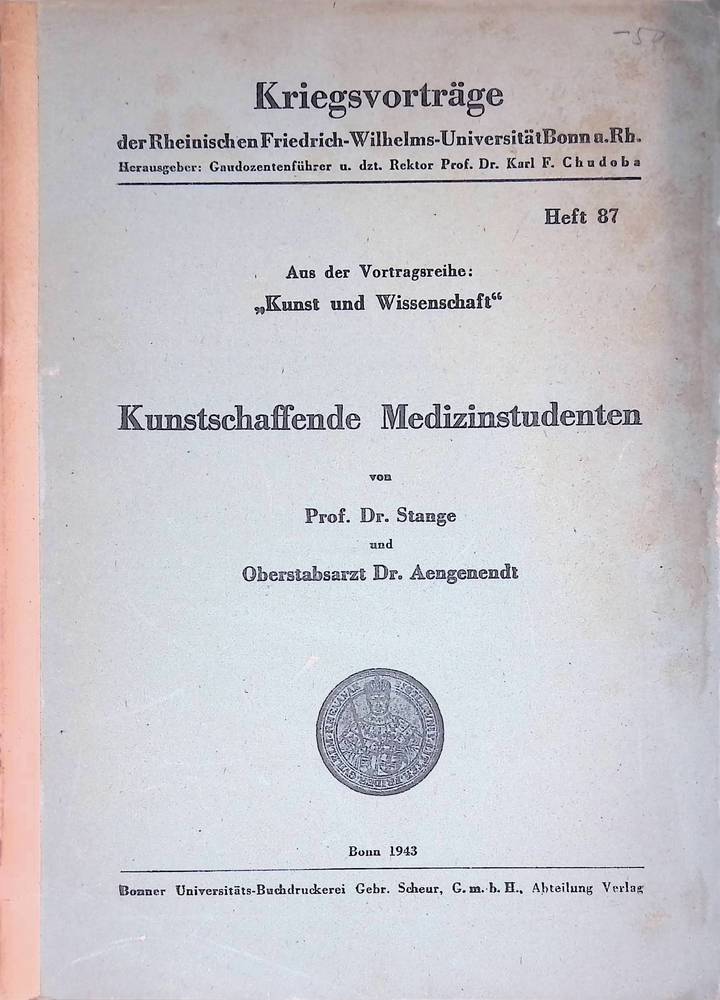 Kriegsvorträge
der Rheinischen Friedrich-Wilhelms-Universität Bonn a. Rh.
Herausgeber: Gaudozentenführer u. dzt. Rektor Prof. Dr. Karl F. Chudoba
Heft 87
Aus der Vortragsreihe:
„Kunst und Wissenschaft“
Kunstschaffende Medizinstudenten
von
Prof. Dr. Stange
und
Oberstabsarzt Dr. Aengenendt
Bonn 1943
Bonner Universitäts-Buchdruckerei Gebr. Scheur, G. m. b. H., Abteilung Verlag